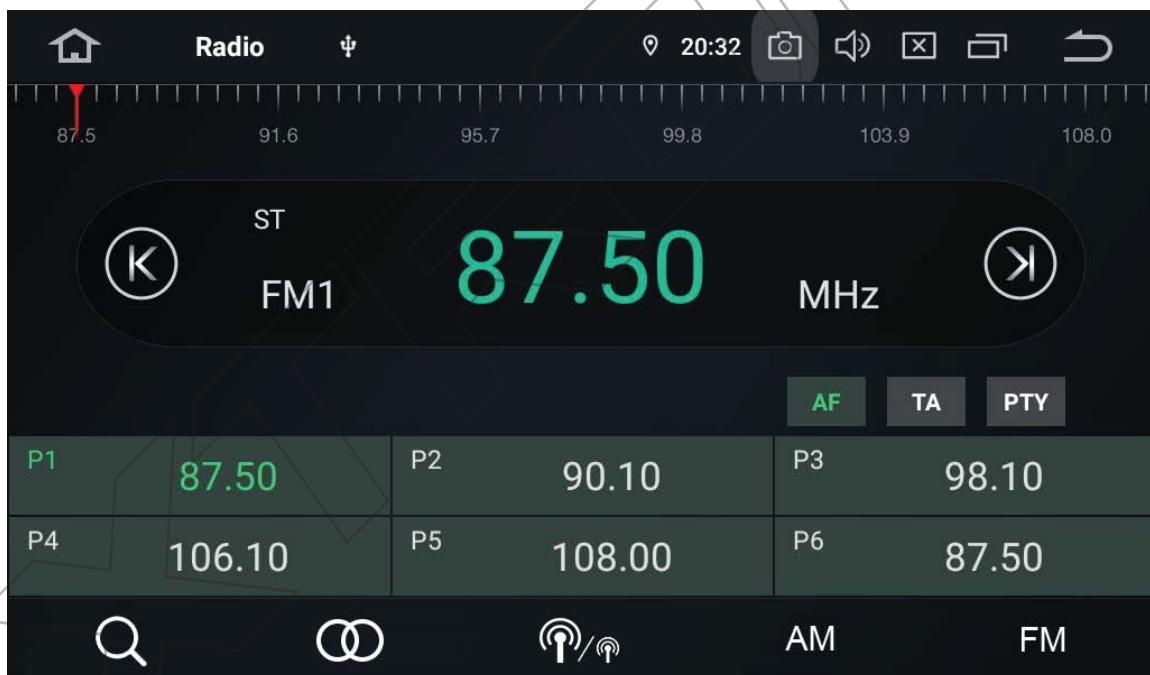 Radio 20:32
87.5 91.6 95.7 99.8 103.9 108.0
ST
FM1 87.50 MHz
AF TA PTY
P1 87.50 P2 90.10 P3 98.10
P4 106.10 P5 108.00 P6 87.50
AM FM